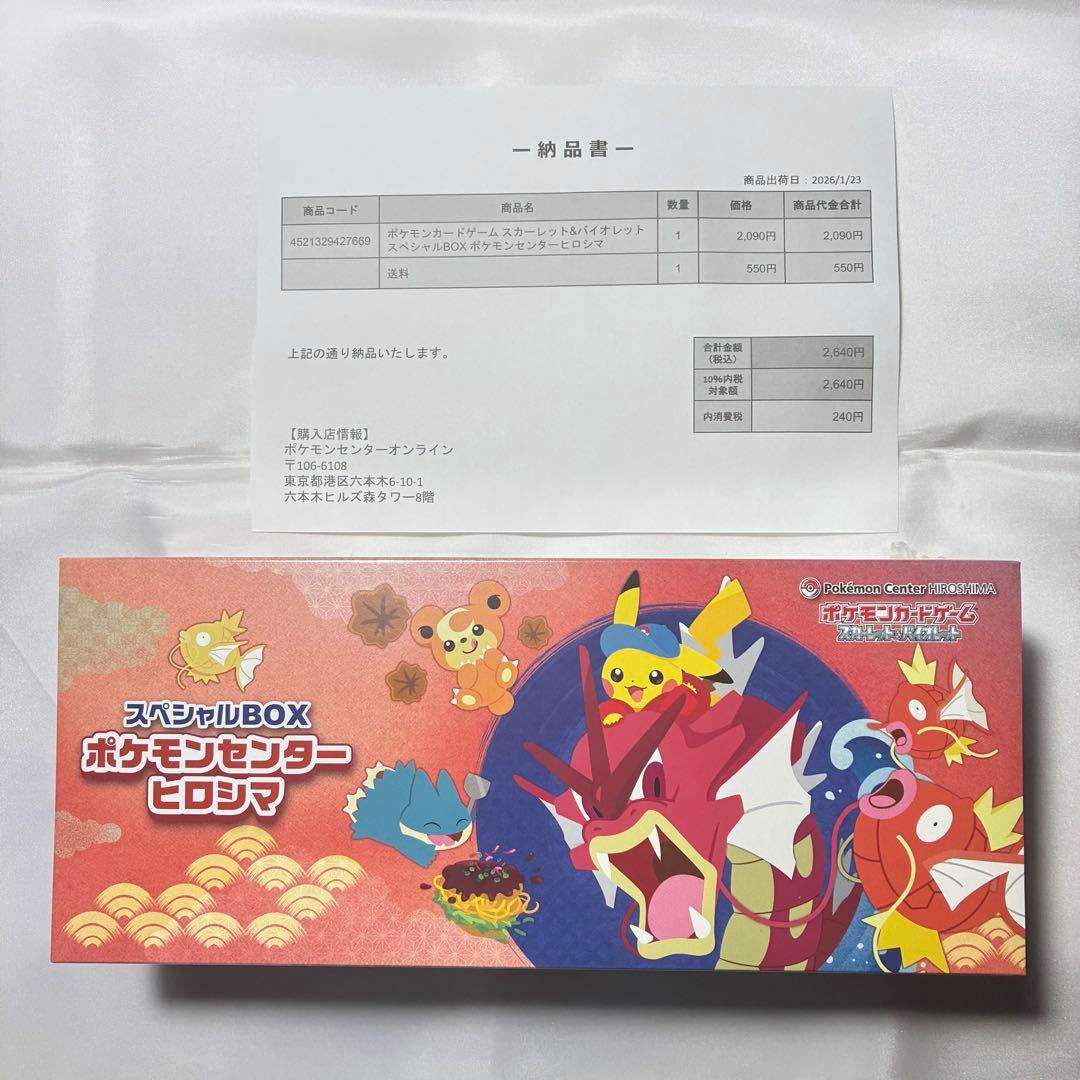 ー納品書ー
商品出荷日：2026/1/23
商品コード 商品名 数量 価格 商品代金合計
4521329427669 ポケモンカードゲーム スカーレット&バイオレット 1 2,090円 2,090円
スペシャルBOX ポケモンセンターヒロシマ
送料 1 550円 550円
上記の通り納品いたします。
合計金額 2,640円
（税込）
10%内税 2,640円
対象額
内消費税 240円
【購入店情報】
ポケモンセンターオンライン
〒106-6108
東京都港区六本木6-10-1
六本木ヒルズ森タワー8階
Pokémon Center HIROSHIMA
ポケモンカードゲーム
スカーレット&バイオレット
スペシャルBOX
ポケモンセンター
ヒロシマ